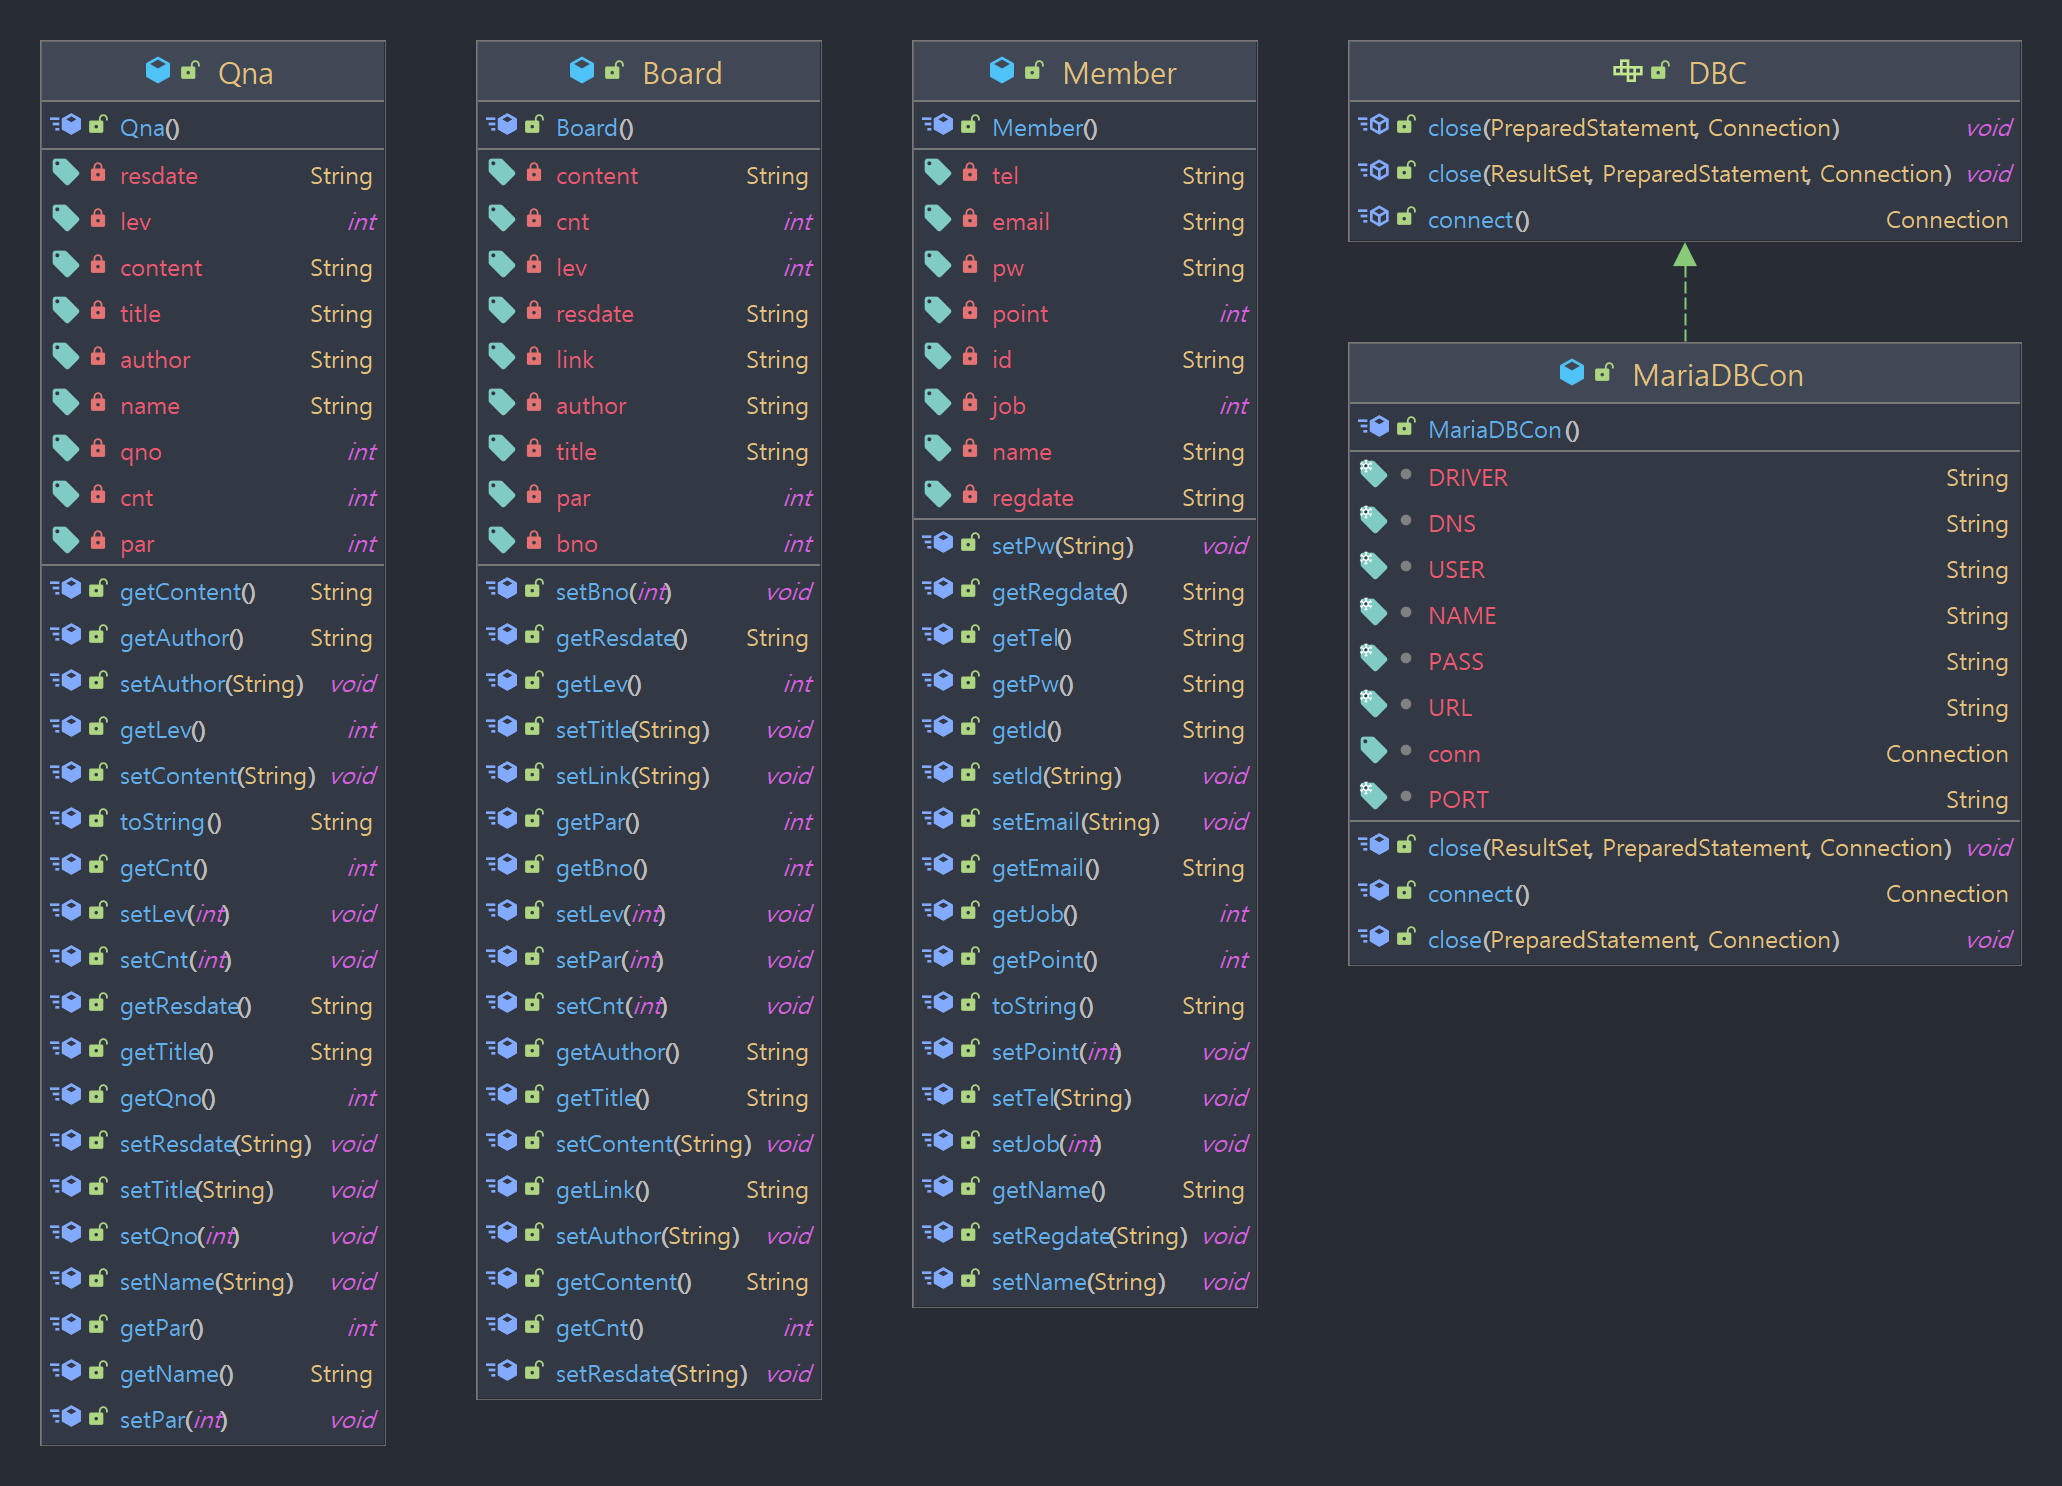 Qna
Qna()
resdate String
lev int
content String
title String
author String
name String
qno int
cnt int
par int
getContent() String
getAuthor() String
setAuthor(String) void
getLev() int
setContent(String) void
toString() String
getCnt() int
setLev(int) void
setCnt(int) void
getResdate() String
getTitle() String
getQno() int
setResdate(String) void
setTitle(String) void
setQno(int) void
setName(String) void
getPar() int
getName() String
setPar(int) void
Board
Board()
content String
cnt int
lev int
resdate String
link String
author String
title String
par int
bno int
setBno(int) void
getResdate() String
getLev() int
setTitle(String) void
setLink(String) void
getPar() int
getBno() int
setLev(int) void
setPar(int) void
setCnt(int) void
getAuthor() String
getTitle() String
setContent(String) void
getLink() String
setAuthor(String) void
getContent() String
getCnt() int
setResdate(String) void
Member
Member()
tel String
email String
pw String
point int
id String
job int
name String
regdate String
setPw(String) void
getRegdate() String
getTel() String
getPw() String
getId() String
setId(String) void
setEmail(String) void
getEmail() String
getJob() int
getPoint() int
toString() String
setPoint(int) void
setTel(String) void
setJob(int) void
getName() String
setRegdate(String) void
setName(String) void
DBC
close(PreparedStatement, Connection) void
close(ResultSet, PreparedStatement, Connection) void
connect() Connection
MariaDBCon
MariaDBCon()
DRIVER String
DNS String
USER String
NAME String
PASS String
URL String
conn Connection
PORT String
close(ResultSet, PreparedStatement, Connection) void
connect() Connection
close(PreparedStatement, Connection) void